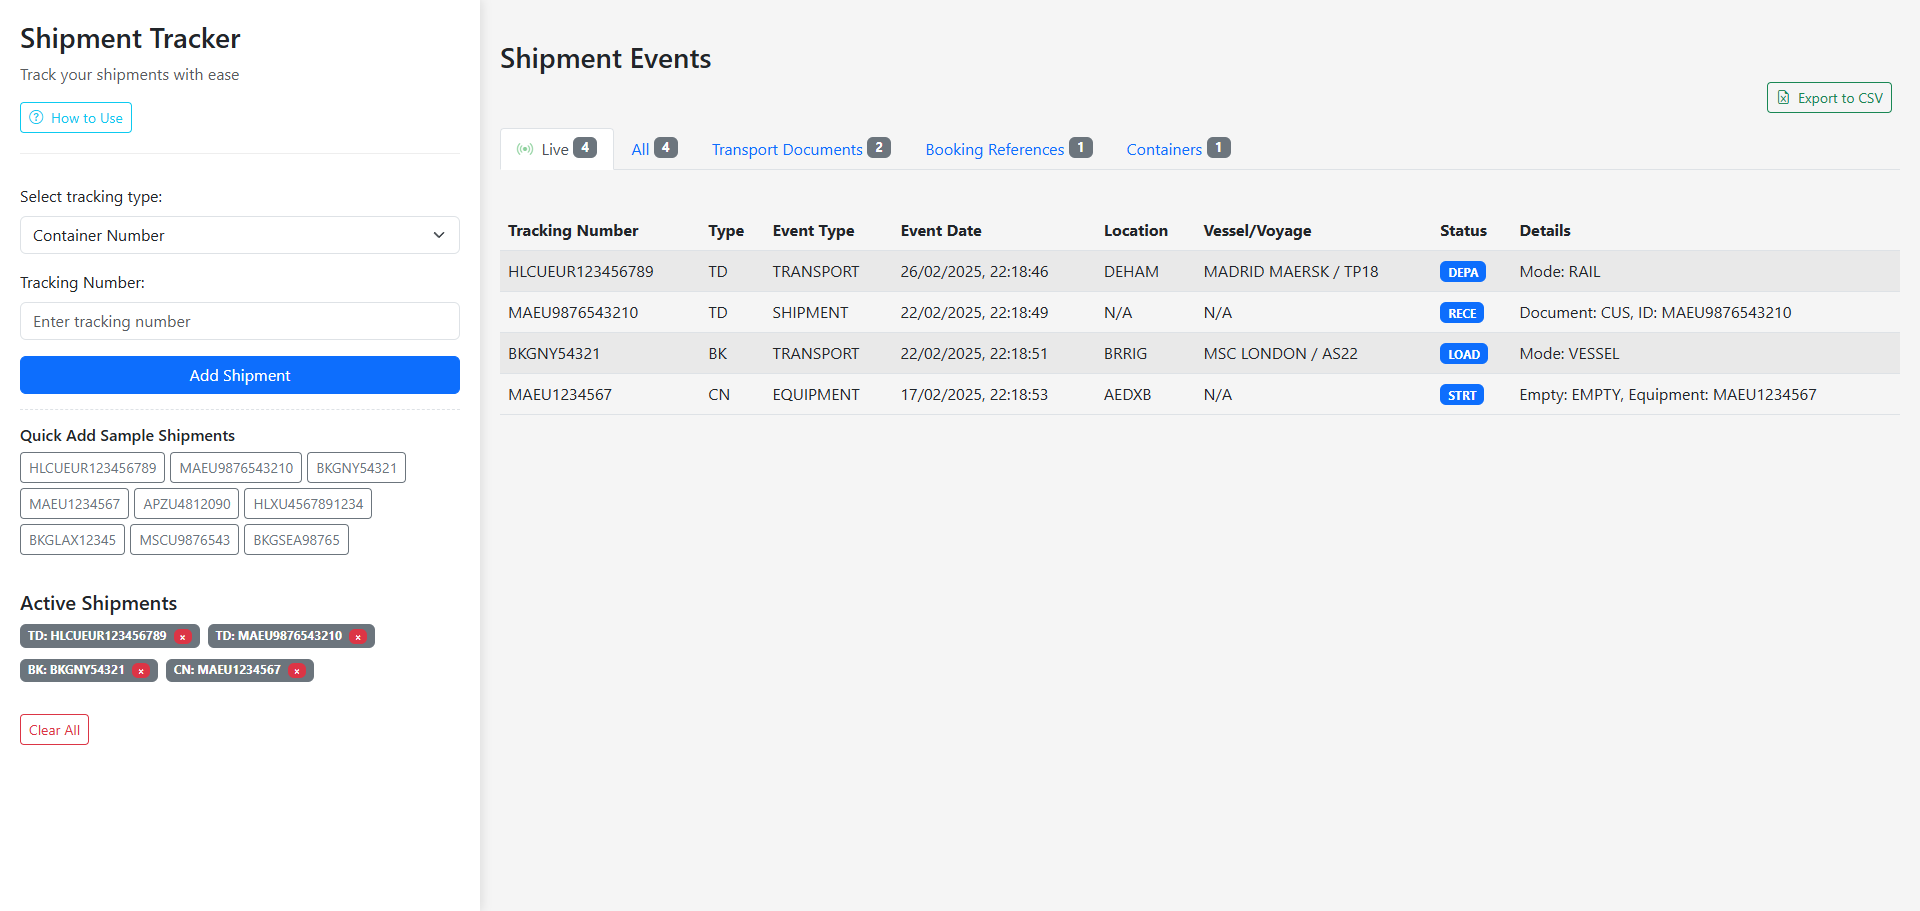 Shipment Tracker
Track your shipments with ease
How to Use
Select tracking type:
Container Number
Tracking Number:
Enter tracking number
Add Shipment
Quick Add Sample Shipments
HLCUEUR123456789 MAEU9876543210 BKGNY54321
MAEU1234567 APZU4812090 HLXU4567891234
BKGLAX12345 MSCU9876543 BKGSEA98765
Active Shipments
TD: HLCUEUR123456789 × TD: MAEU9876543210 ×
BK: BKGNY54321 × CN: MAEU1234567 ×
Clear All
Shipment Events
Export to CSV
Live 4 All 4 Transport Documents 2 Booking References 1 Containers 1
Tracking Number Type Event Type Event Date Location Vessel/Voyage Status Details
HLCUEUR123456789 TD TRANSPORT 26/02/2025, 22:18:46 DEHAM MADRID MAERSK / TP18 DEPA Mode: RAIL
MAEU9876543210 TD SHIPMENT 22/02/2025, 22:18:49 N/A N/A RECE Document: CUS, ID: MAEU9876543210
BKGNY54321 BK TRANSPORT 22/02/2025, 22:18:51 BRRIG MSC LONDON / AS22 LOAD Mode: VESSEL
MAEU1234567 CN EQUIPMENT 17/02/2025, 22:18:53 AEDXB N/A STRT Empty: EMPTY, Equipment: MAEU1234567